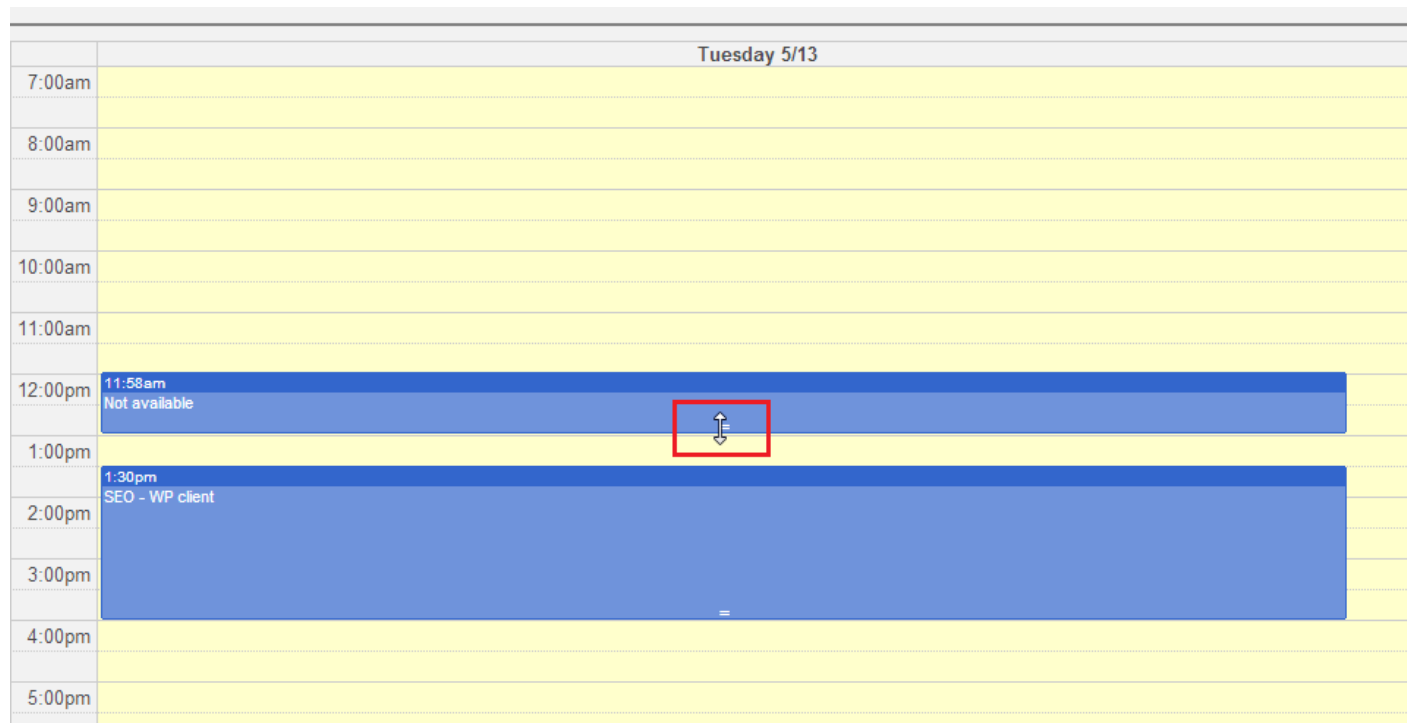 Tuesday 5/13
7:00am
8:00am
9:00am
10:00am
11:00am
12:00pm
11:58am
Not available
=
1:00pm
1:30pm
SEO - WP client
2:00pm
3:00pm
=
4:00pm
5:00pm